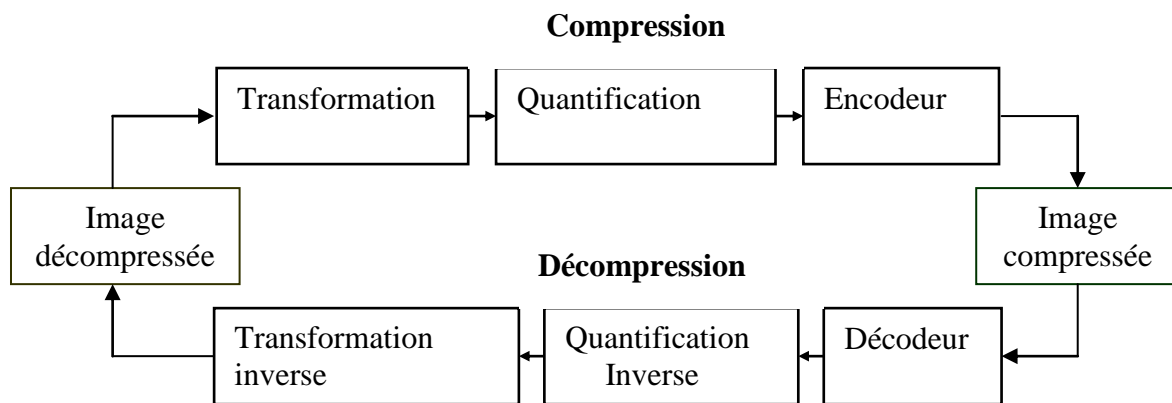 Compression
Transformation
Quantification
Encodeur
Image
décompressée
Image
compressée
Décompression
Transformation
inverse
Quantification
Inverse
Décodeur